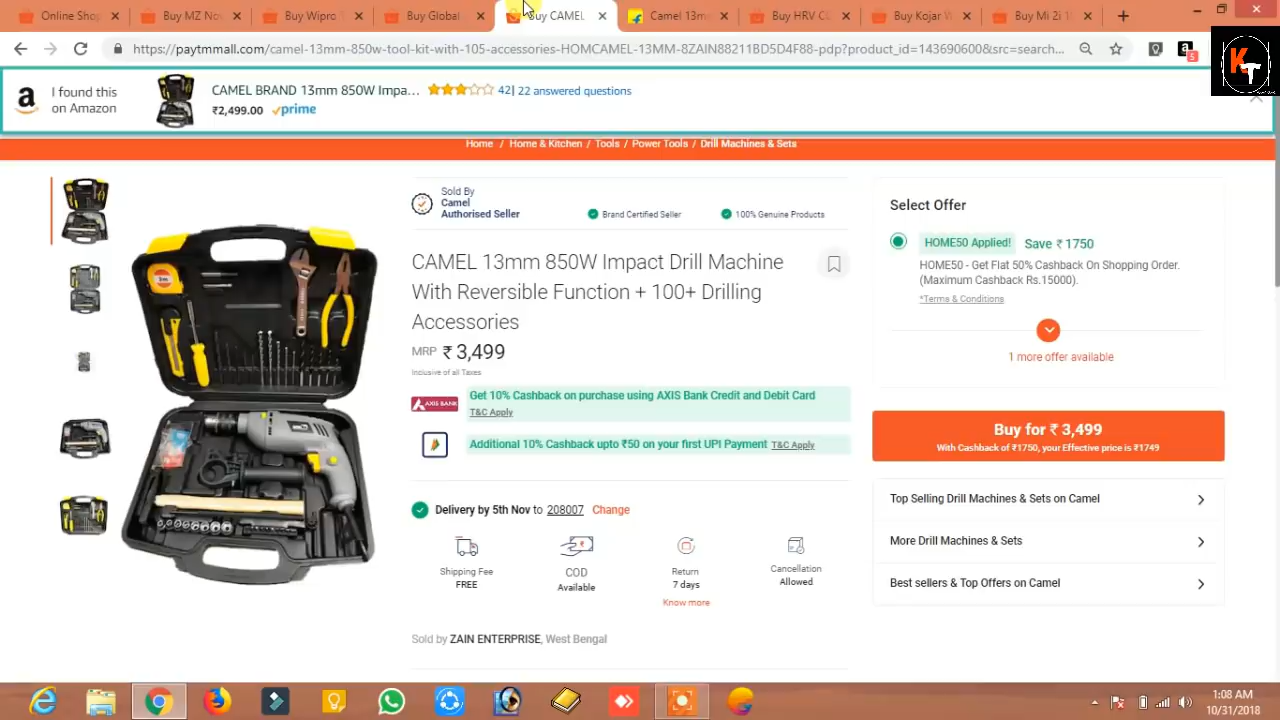 Online Shop
Buy MZ Nov
Buy Wipro
Buy Global
Buy CAMEL
Camel 13m
Buy HRV Cl
Buy Kojar W
Buy Mi 2i 1
https://paytmmall.com/camel-13mm-850w-tool-kit-with-105-accessories-HOMCAMEL-13MM-8ZAIN88211BD5D4F88-pdp?product_id=143690600&src=search...
5
KT
a I found this
on Amazon
CAMEL BRAND 13mm 850W Impa...
42| 22 answered questions
₹2,499.00 prime
Home / Home & Kitchen / Tools / Power Tools / Drill Machines & Sets
Sold By
Camel
Authorised Seller
Brand Certified Seller
100% Genuine Products
CAMEL 13mm 850W Impact Drill Machine
With Reversible Function + 100+ Drilling
Accessories
MRP ₹ 3,499
Inclusive of all Taxes
AXIS BANK
Get 10% Cashback on purchase using AXIS Bank Credit and Debit Card
T&C Apply
Additional 10% Cashback upto ₹50 on your first UPI Payment T&C Apply
Delivery by 5th Nov to 208007 Change
Shipping Fee
FREE
COD
Available
Return
7 days
Know more
Cancellation
Allowed
Sold by ZAIN ENTERPRISE, West Bengal
Select Offer
HOME50 Applied! Save ₹ 1750
HOME50 - Get Flat 50% Cashback On Shopping Order.
(Maximum Cashback Rs.15000).
*Terms & Conditions
1 more offer available
Buy for ₹ 3,499
With Cashback of ₹1750, your Effective price is ₹1749
Top Selling Drill Machines & Sets on Camel
More Drill Machines & Sets
Best sellers & Top Offers on Camel
1:08 AM
10/31/2018